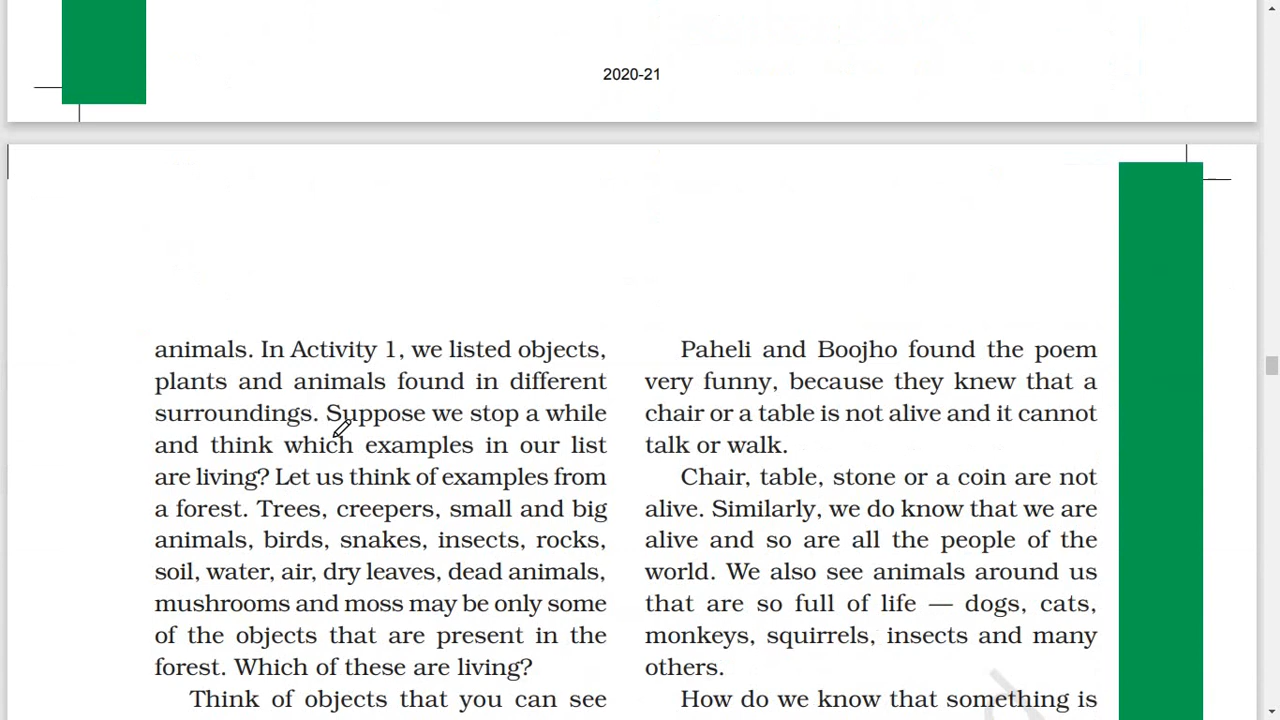 2020-21
animals. In Activity 1, we listed objects,
plants and animals found in different
surroundings. Suppose we stop a while
and think which examples in our list
are living? Let us think of examples from
a forest. Trees, creepers, small and big
animals, birds, snakes, insects, rocks,
soil, water, air, dry leaves, dead animals,
mushrooms and moss may be only some
of the objects that are present in the
forest. Which of these are living?
Think of objects that you can see
Paheli and Boojho found the poem
very funny, because they knew that a
chair or a table is not alive and it cannot
talk or walk.
Chair, table, stone or a coin are not
alive. Similarly, we do know that we are
alive and so are all the people of the
world. We also see animals around us
that are so full of life — dogs, cats,
monkeys, squirrels, insects and many
others.
How do we know that something is